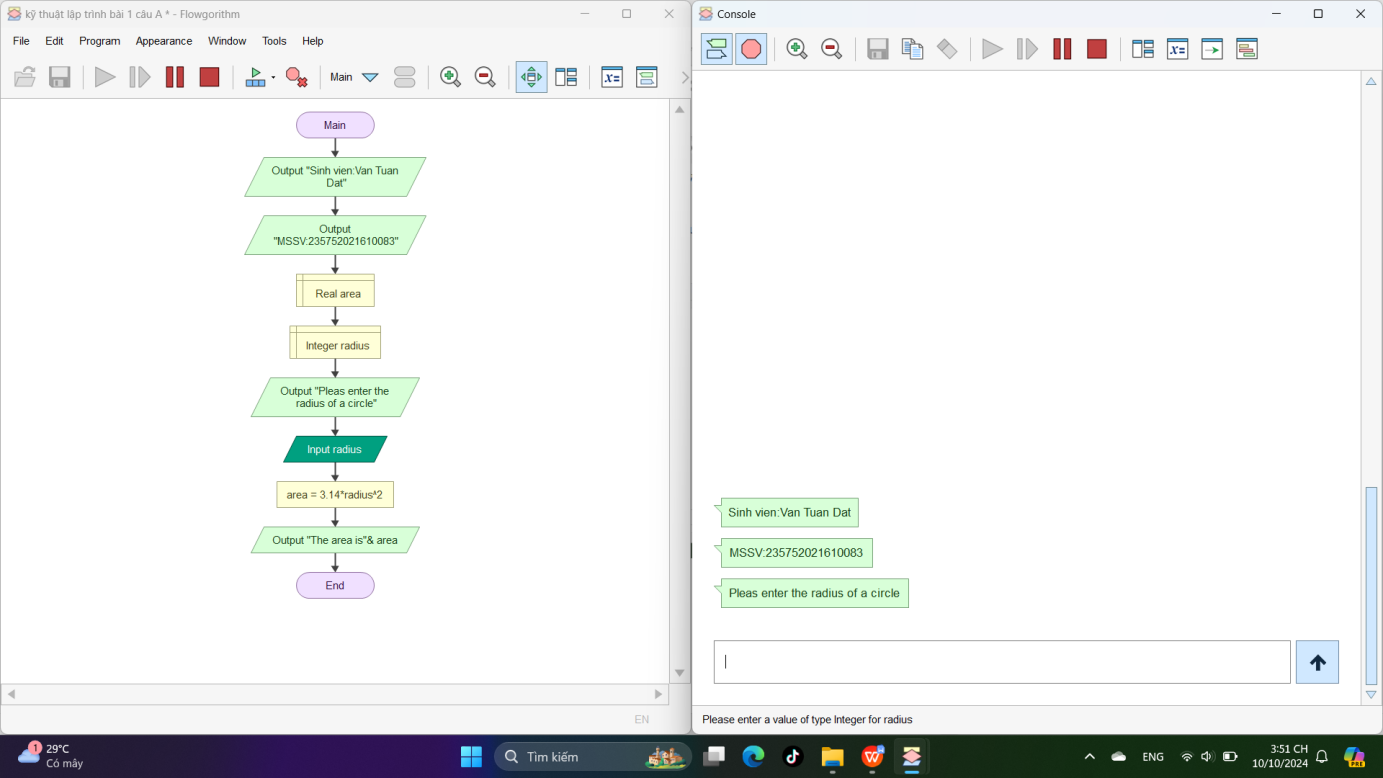 kỹ thuật lập trình bài 1 câu A * - Flowgorithm
File Edit Program Appearance Window Tools Help
Main
Main
Output "Sinh vien:Van Tuan
Dat"
Output
"MSSV:235752021610083"
Real area
Integer radius
Output "Pleas enter the
radius of a circle"
Input radius
area = 3.14*radius^2
Output "The area is"& area
End
EN
Console
x=
x=
Sinh vien:Van Tuan Dat
MSSV:235752021610083
Pleas enter the radius of a circle
Please enter a value of type Integer for radius
1
29°C
Có mây
Tìm kiếm
W
ENG
3:51 CH
10/10/2024
PRE